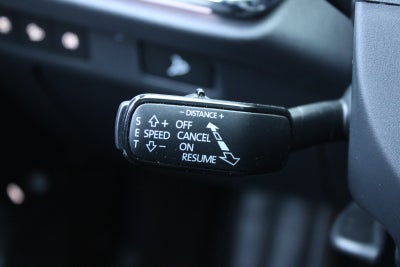 − DISTANCE +
S + OFF
E SPEED CANCEL
T − ON
RESUME